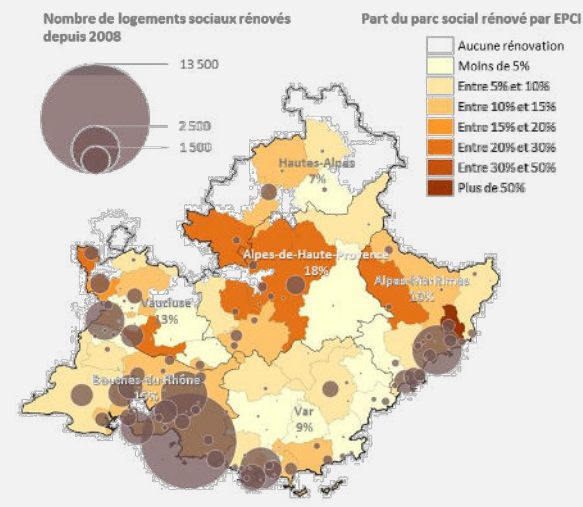 Nombre de logements sociaux rénovés
depuis 2008
13 500
2 500
1 500
Part du parc social rénové par EPCI
Aucune rénovation
Moins de 5%
Entre 5% et 10%
Entre 10% et 15%
Entre 15% et 20%
Entre 20% et 30%
Entre 30% et 50%
Plus de 50%
Hautes-Alpes
7%
Alpes-de-Haute-Provence
18%
Alpes-Maritimes
Vaucluse
13%
Bouches-du-Rhône
Var
9%